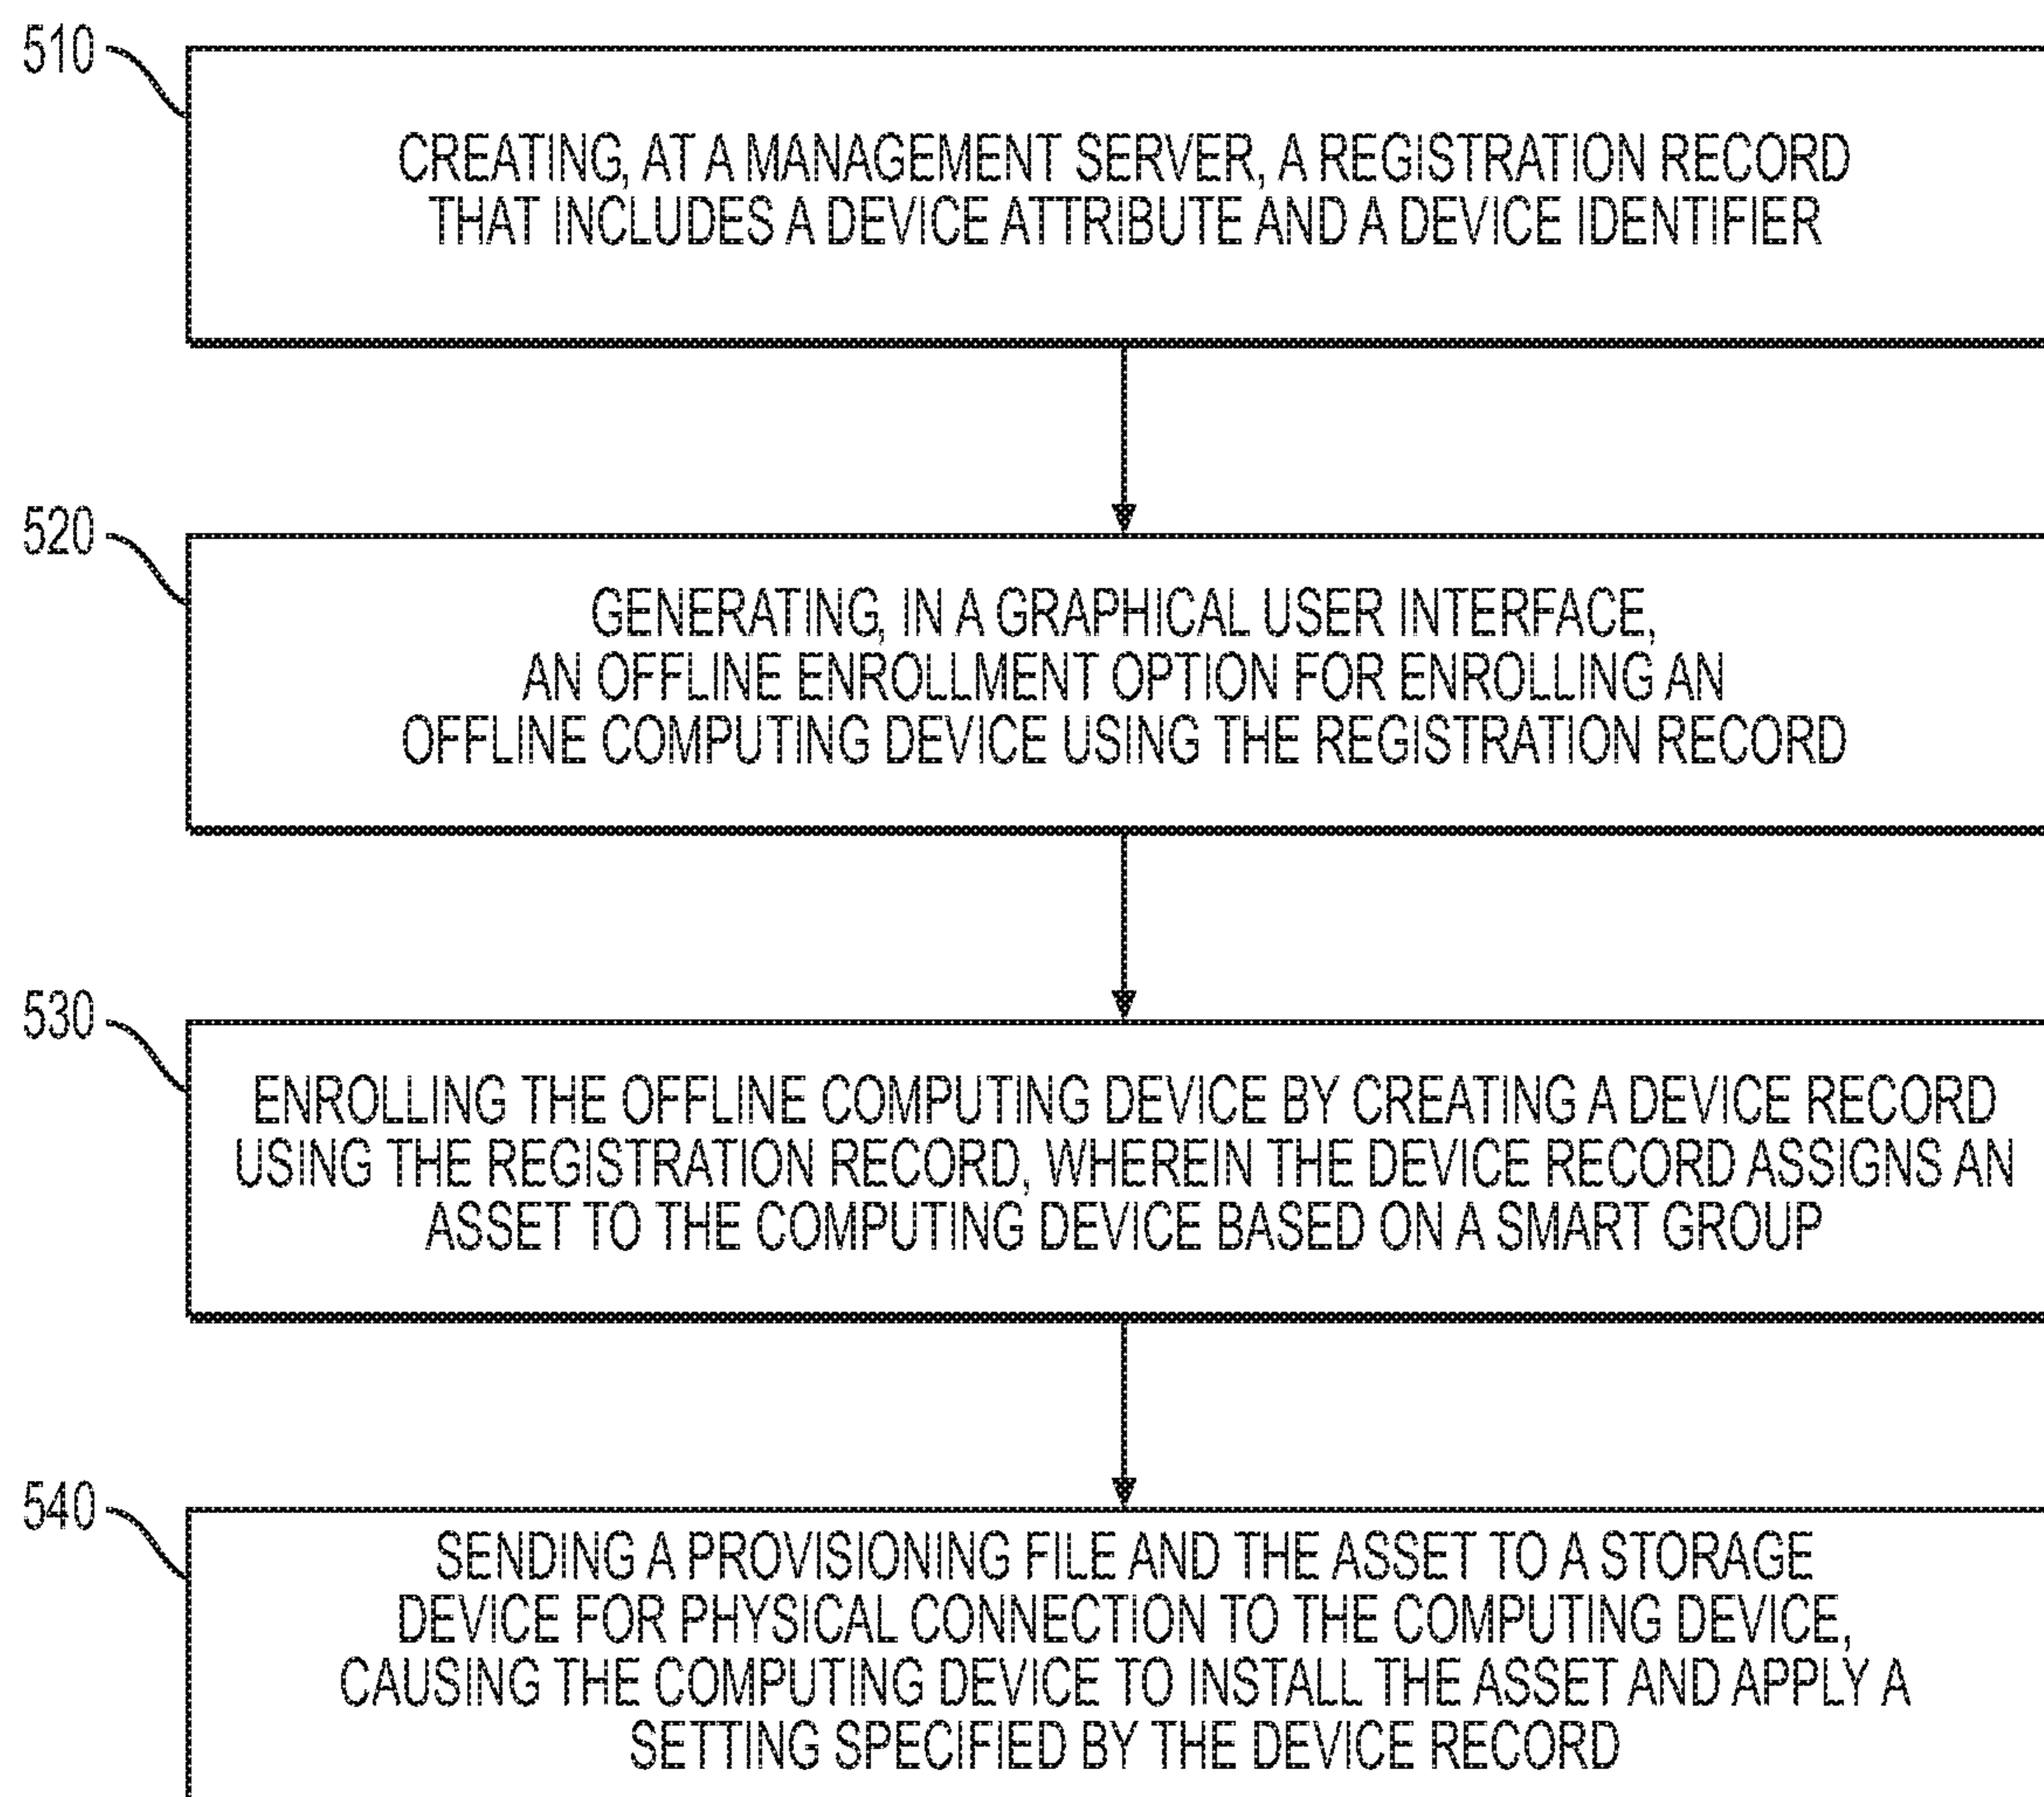 510
CREATING, AT A MANAGEMENT SERVER, A REGISTRATION RECORD
THAT INCLUDES A DEVICE ATTRIBUTE AND A DEVICE IDENTIFIER
520
GENERATING, IN A GRAPHICAL USER INTERFACE,
AN OFFLINE ENROLLMENT OPTION FOR ENROLLING AN
OFFLINE COMPUTING DEVICE USING THE REGISTRATION RECORD
530
ENROLLING THE OFFLINE COMPUTING DEVICE BY CREATING A DEVICE RECORD
USING THE REGISTRATION RECORD, WHEREIN THE DEVICE RECORD ASSIGNS AN
ASSET TO THE COMPUTING DEVICE BASED ON A SMART GROUP
540
SENDING A PROVISIONING FILE AND THE ASSET TO A STORAGE
DEVICE FOR PHYSICAL CONNECTION TO THE COMPUTING DEVICE,
CAUSING THE COMPUTING DEVICE TO INSTALL THE ASSET AND APPLY A
SETTING SPECIFIED BY THE DEVICE RECORD